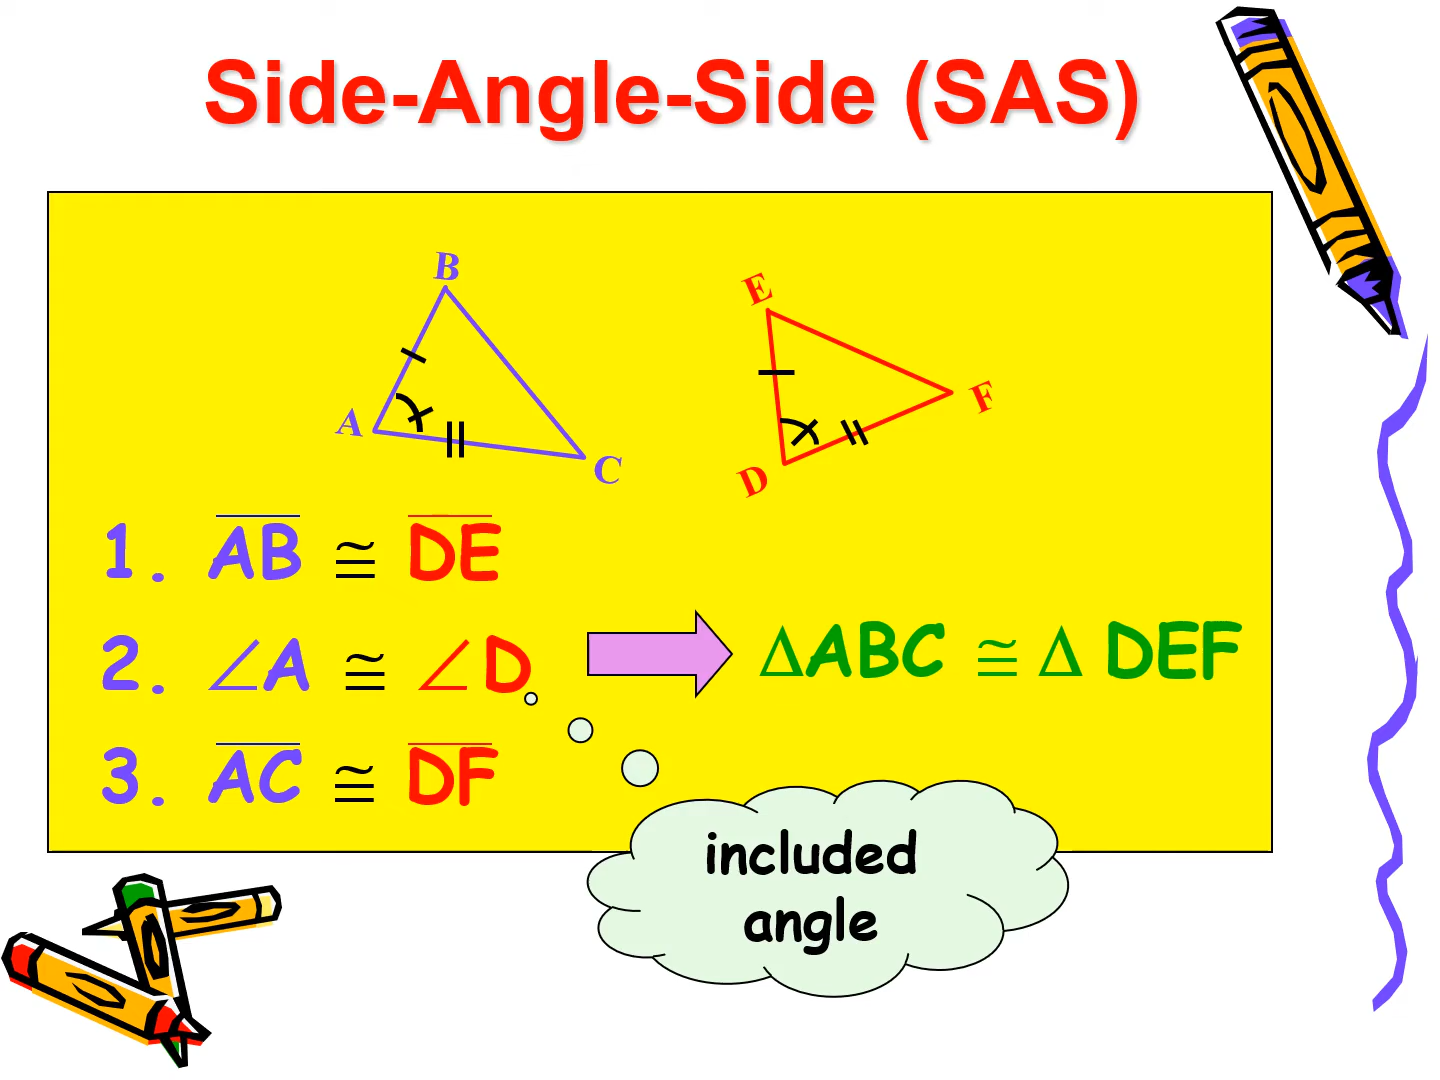 Side-Angle-Side (SAS)
B
E
A
F
C
D
1. AB ≅ DE
2. ∠A ≅ ∠D
ΔABC ≅ Δ DEF
3. AC ≅ DF
included
angle